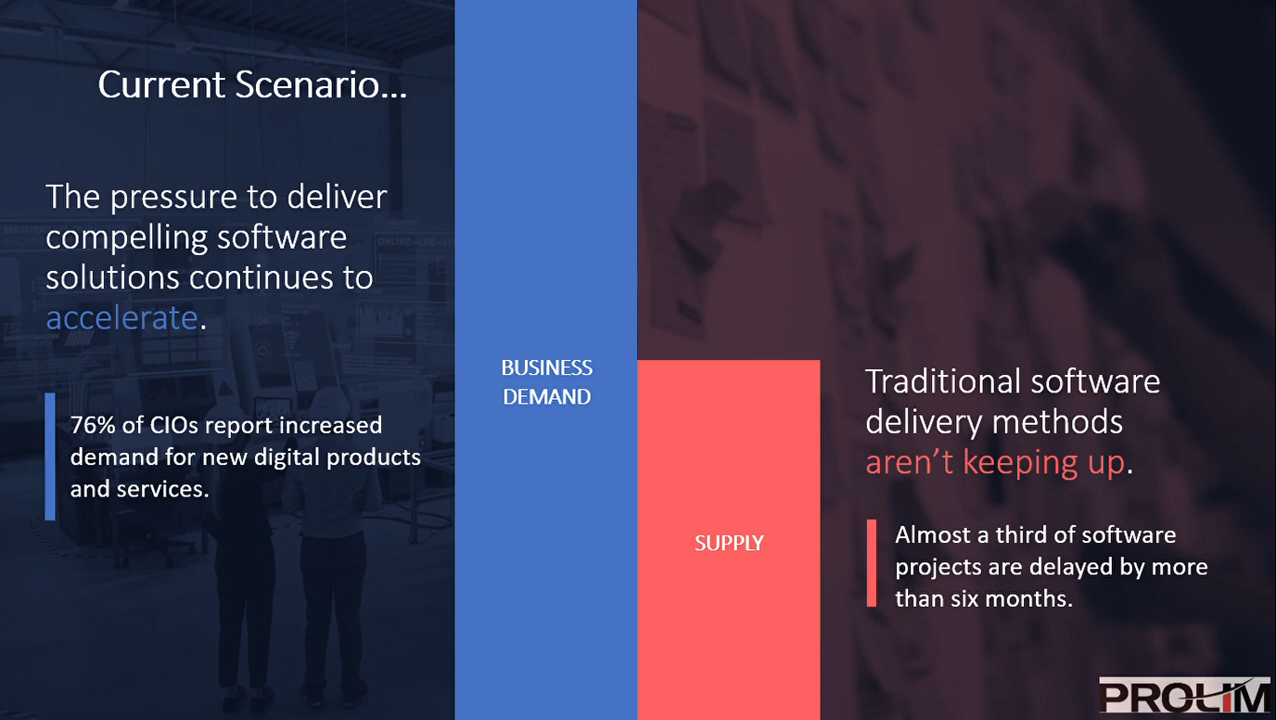 Current Scenario...
The pressure to deliver
compelling software
solutions continues to
accelerate.
76% of CIOs report increased
demand for new digital products
and services.
BUSINESS
DEMAND
SUPPLY
Traditional software
delivery methods
aren't keeping up.
Almost a third of software
projects are delayed by more
than six months.
PROLIM